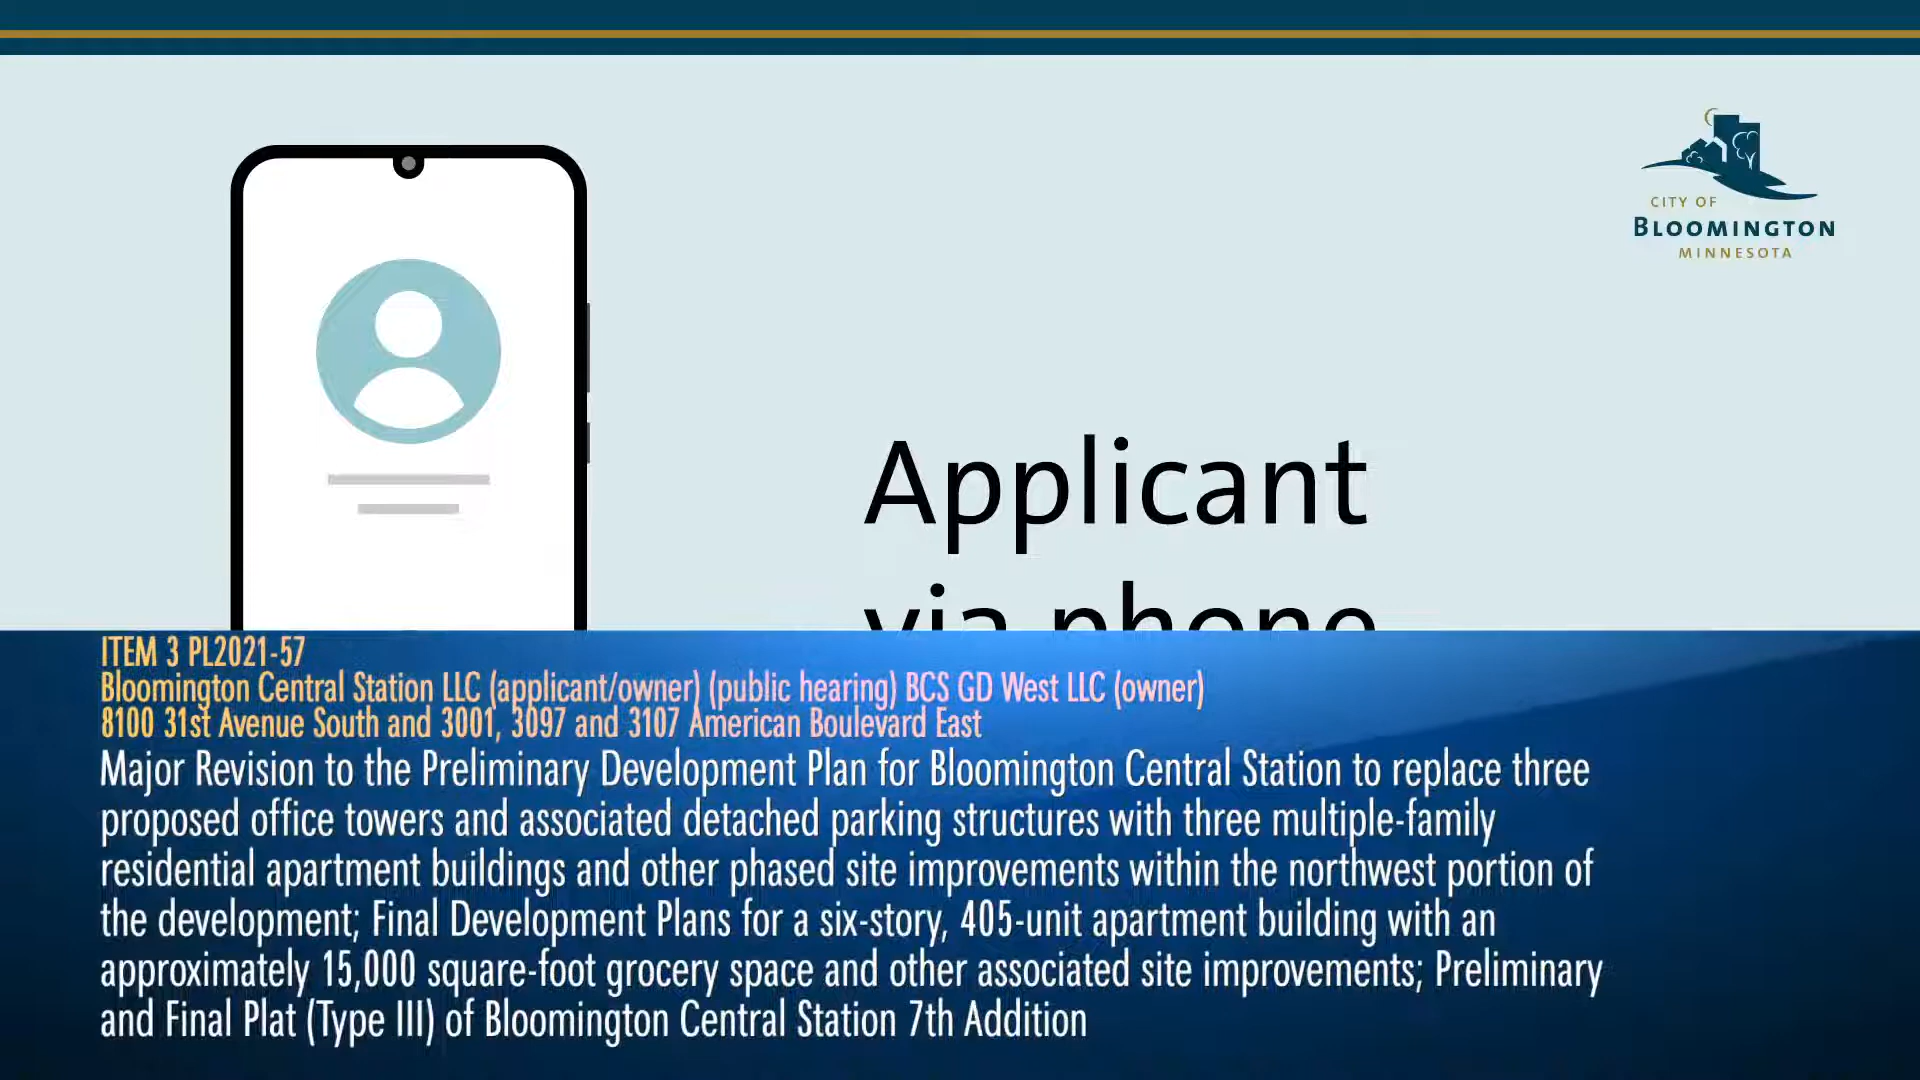 CITY OF
BLOOMINGTON
MINNESOTA
Applicant
via phone
ITEM 3 PL2021-57
Bloomington Central Station LLC (applicant/owner) (public hearing) BCS GD West LLC (owner)
8100 31st Avenue South and 3001, 3097 and 3107 American Boulevard East
Major Revision to the Preliminary Development Plan for Bloomington Central Station to replace three
proposed office towers and associated detached parking structures with three multiple-family
residential apartment buildings and other phased site improvements within the northwest portion of
the development; Final Development Plans for a six-story, 405-unit apartment building with an
approximately 15,000 square-foot grocery space and other associated site improvements; Preliminary
and Final Plat (Type III) of Bloomington Central Station 7th Addition